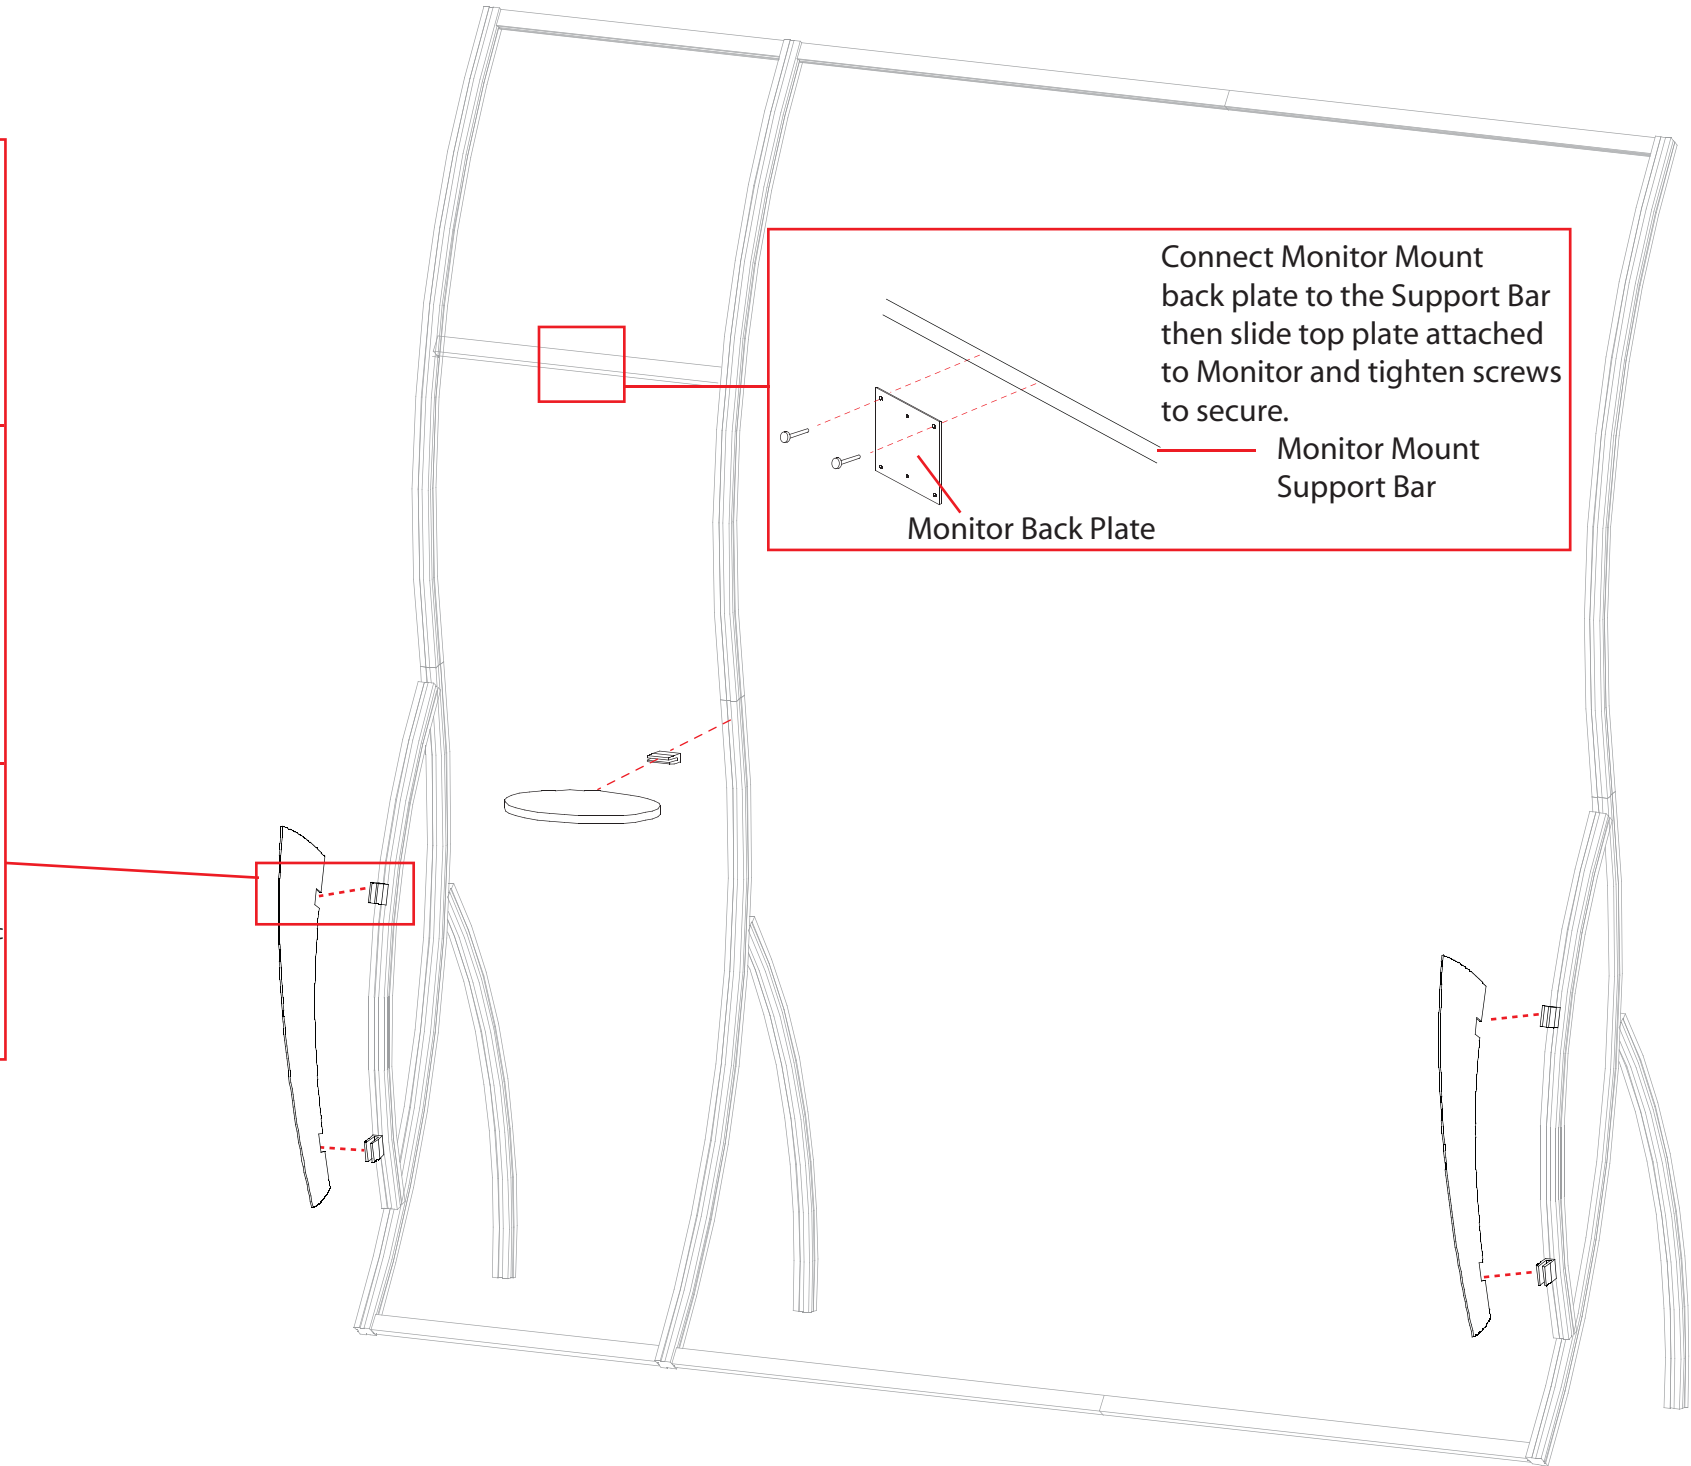 Connect Monitor Mount
back plate to the Support Bar
then slide top plate attached
to Monitor and tighten screws
to secure.
Monitor Mount
Support Bar
Monitor Back Plate